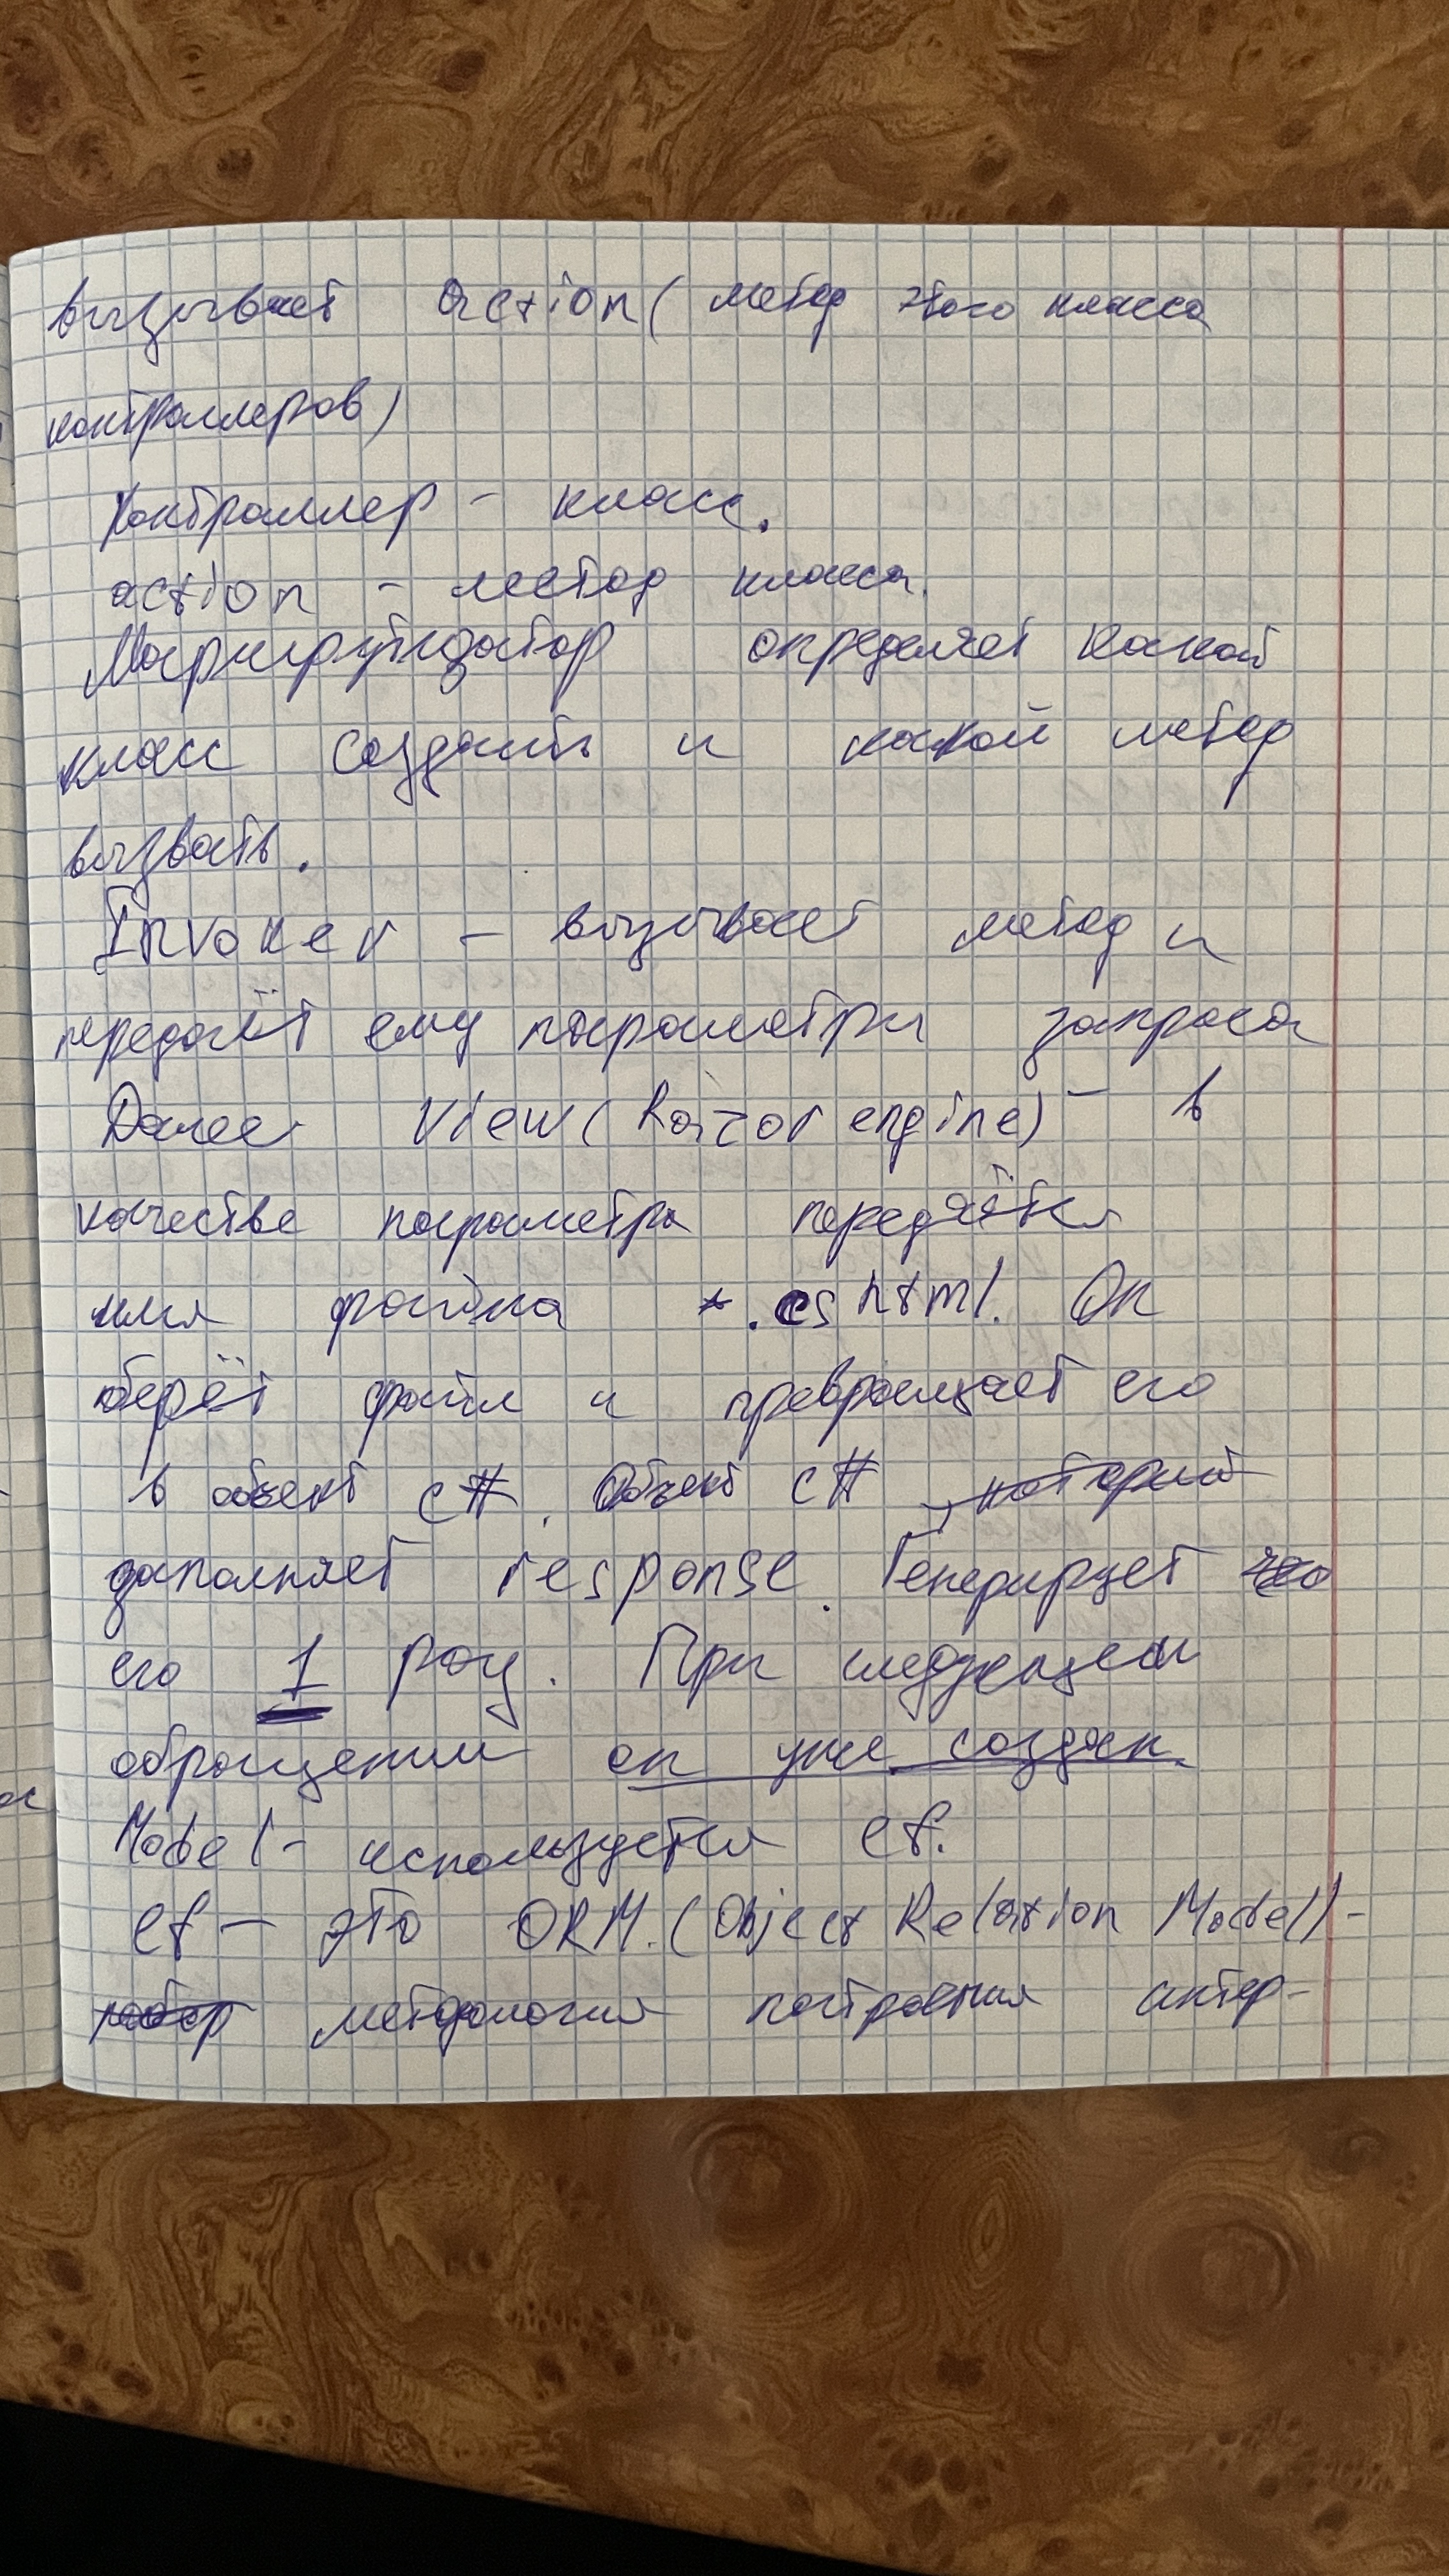 вызывает action( метод этого класса
контроллеров)
Контроллер - класс.
action - метод класса.
Маршрутизатор определяет какой
класс создать и какой метод
вызвать.
Invoker - вызывает метод и
передаёт ему параметры запроса
Далее View(Razor engine) - в
качестве параметра передаётся
имя файла *.cshtml. Он
берёт файл и превращает его
в объект c#. Объект c#, который
заполняет response. Генерирует
его 1 раз. При следующем
обращении он уже создан.
Model - используется ef.
ef - это ORM.(Object Relation Model) -
набор методология построения интер-